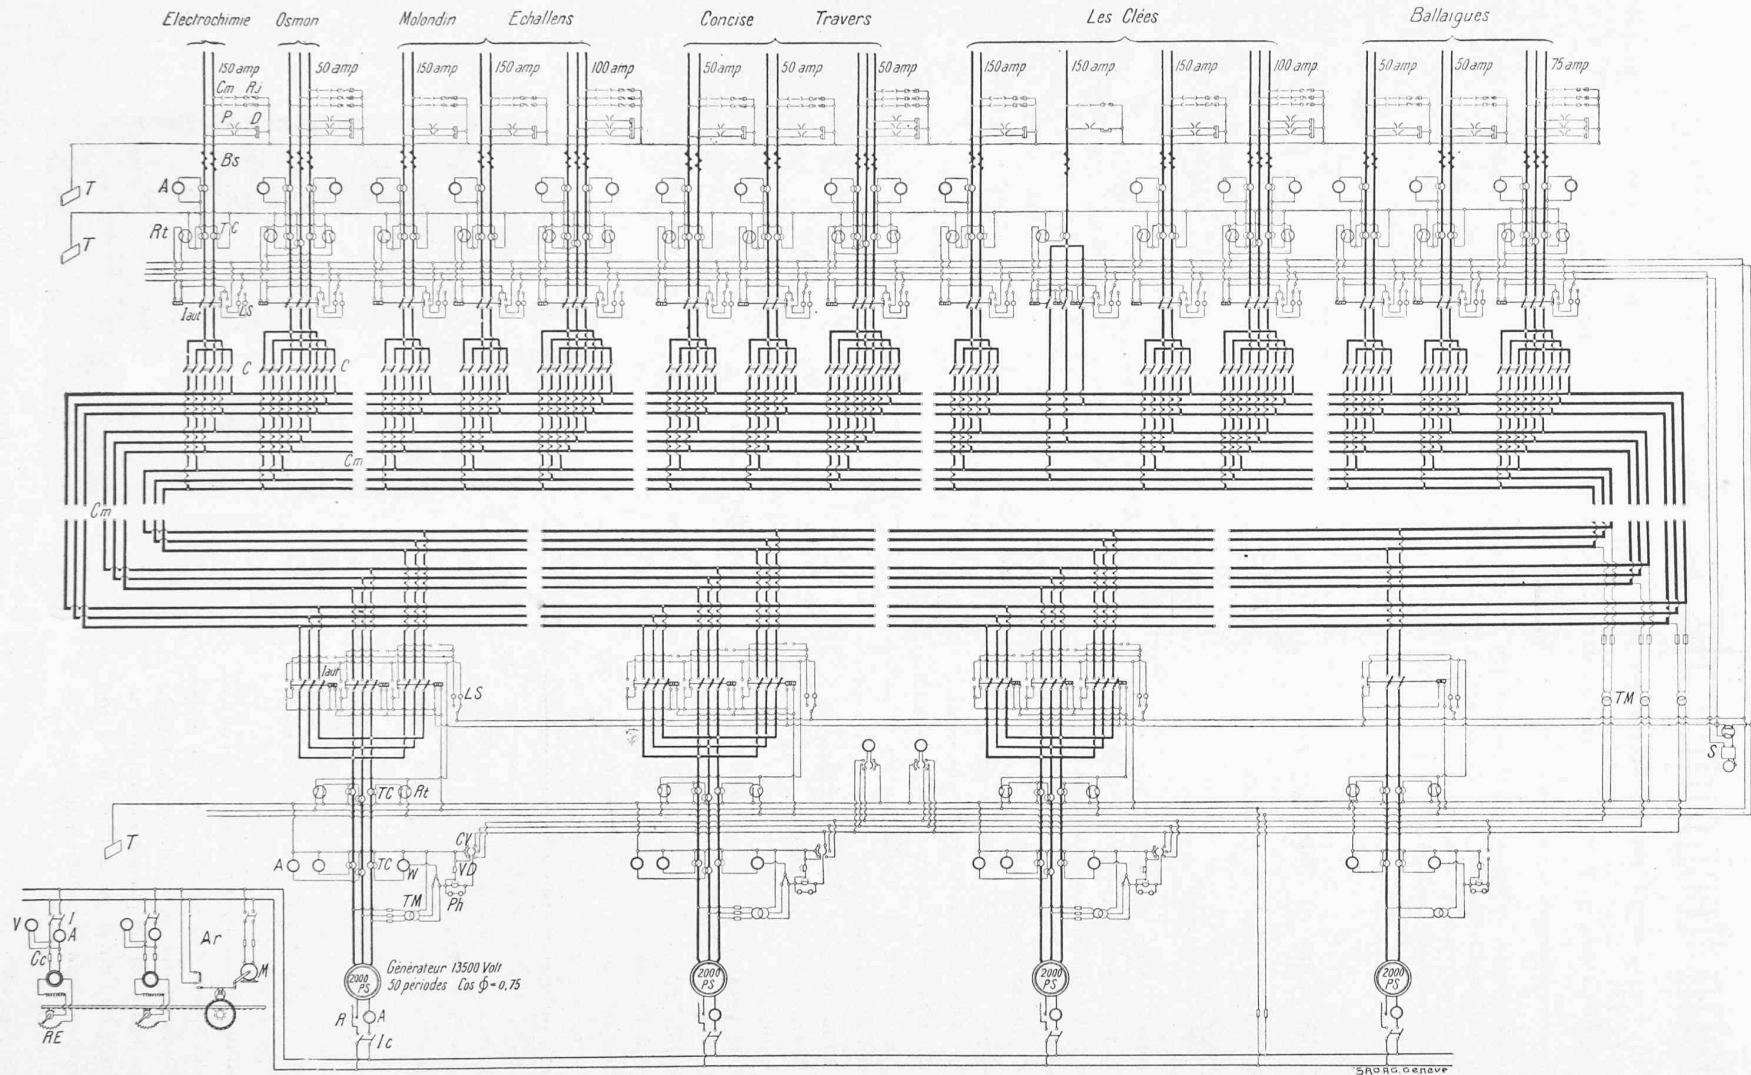 Electrochimie Osmon Molondin Echallens Concise Travers Les Clées Ballaigues
150 amp 50 amp 150 amp 150 amp 100 amp 50 amp 50 amp 50 amp 150 amp 150 amp 150 amp 100 amp. 50 amp 50 amp 75 amp
Cm RJ
P D
Bs
A
T
T C
Rt
T
Iaut LS
C C
Cm
Cm
Iaut
LS
TM
S
TC Rt
T
CV
A TC W VD
TM Ph
V I
A
Ar
Cc
M
Générateur 13500 Volt
50 périodes Cos ϕ = 0,75
2000 PS
2000 PS
2000 PS
2000 PS
R A
RE
Ic